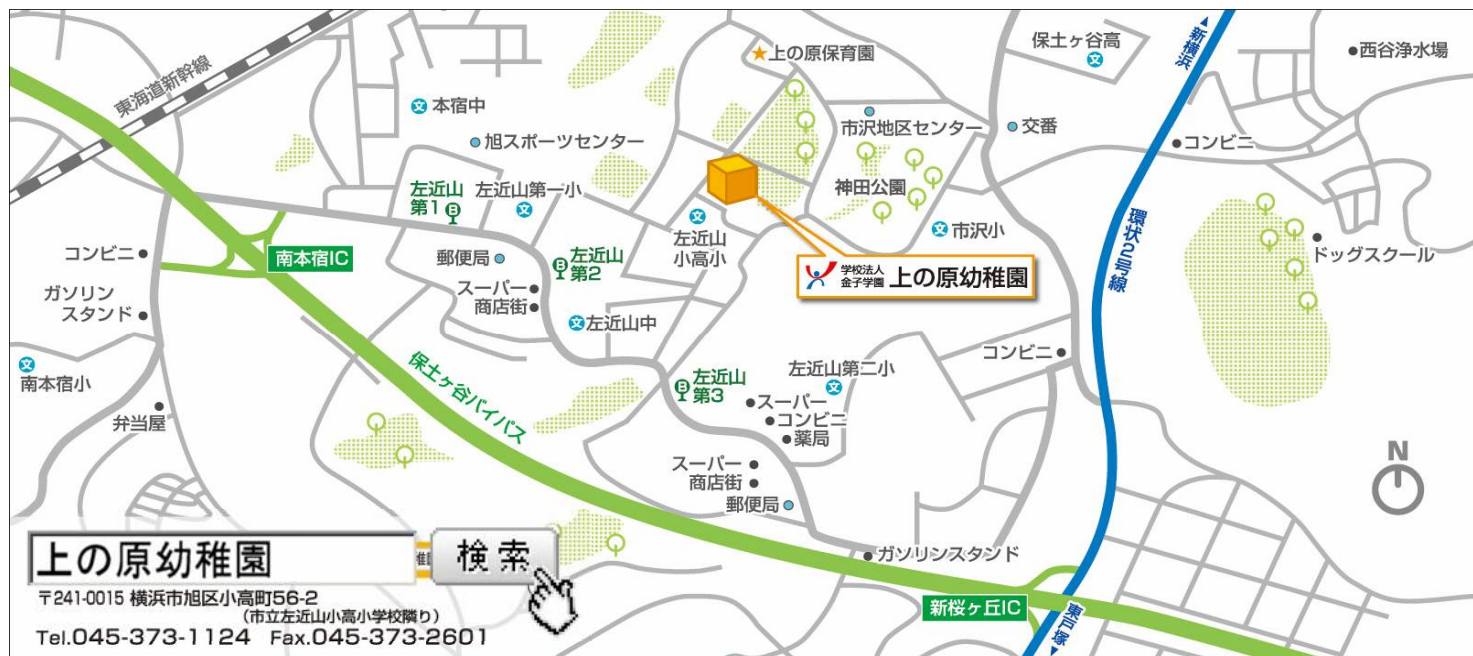 東海道新幹線
本宿中
旭スポーツセンター
上の原保育園
市沢地区センター
保土ヶ谷高
新横浜
西谷浄水場
交番
コンビニ
左近山
第1
左近山第一小
神田公園
左近山
小高小
市沢小
環状2号線
ドッグスクール
コンビニ
南本宿IC
郵便局
左近山
第2
学校法人
金子学園 上の原幼稚園
ガソリン
スタンド
スーパー
商店街
左近山中
南本宿小
保土ヶ谷バイパス
左近山
第3
左近山第二小
コンビニ
スーパー
コンビニ
薬局
弁当屋
スーパー
商店街
郵便局
N
ガソリンスタンド
新桜ヶ丘IC
東戸塚
上の原幼稚園
検索
〒241-0015 横浜市旭区小高町56-2
(市立左近山小高小学校隣り)
Tel.045-373-1124 Fax.045-373-2601